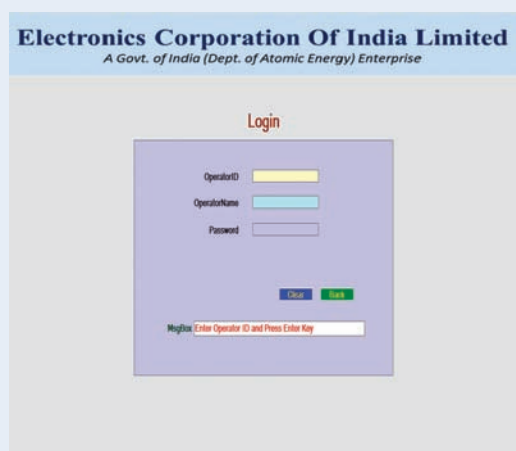 Electronics Corporation Of India Limited
A Govt. of India (Dept. of Atomic Energy) Enterprise
Login
OperatorID
OperatorName
Password
Clear Back
MsgBox Enter Operator ID and Press Enter Key